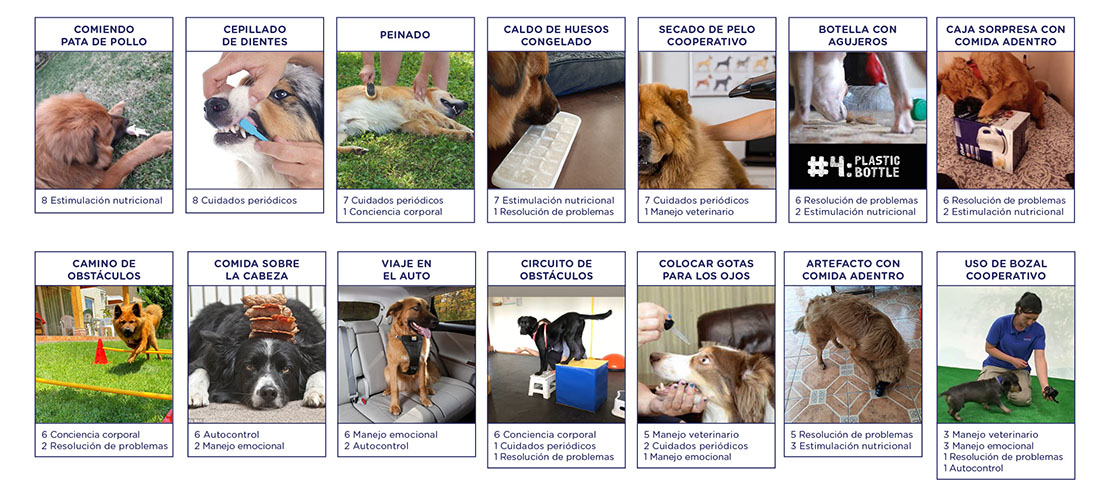 COMIENDO
PATA DE POLLO
8 Estimulación nutricional
CEPILLADO
DE DIENTES
8 Cuidados periódicos
PEINADO
7 Cuidados periódicos
1 Conciencia corporal
CALDO DE HUESOS
CONGELADO
7 Estimulación nutricional
1 Resolución de problemas
SECADO DE PELO
COOPERATIVO
7 Cuidados periódicos
1 Manejo veterinario
BOTELLA CON
AGUJEROS
#4: PLASTIC
BOTTLE
6 Resolución de problemas
2 Estimulación nutricional
CAJA SORPRESA CON
COMIDA ADENTRO
6 Resolución de problemas
2 Estimulación nutricional
CAMINO DE
OBSTÁCULOS
6 Conciencia corporal
2 Resolución de problemas
COMIDA SOBRE
LA CABEZA
6 Autocontrol
2 Manejo emocional
VIAJE EN
EL AUTO
6 Manejo emocional
2 Autocontrol
CIRCUITO DE
OBSTÁCULOS
6 Conciencia corporal
1 Cuidados periódicos
1 Resolución de problemas
COLOCAR GOTAS
PARA LOS OJOS
5 Manejo veterinario
2 Cuidados periódicos
1 Manejo emocional
ARTEFACTO CON
COMIDA ADENTRO
5 Resolución de problemas
3 Estimulación nutricional
USO DE BOZAL
COOPERATIVO
3 Manejo veterinario
3 Manejo emocional
1 Resolución de problemas
1 Autocontrol